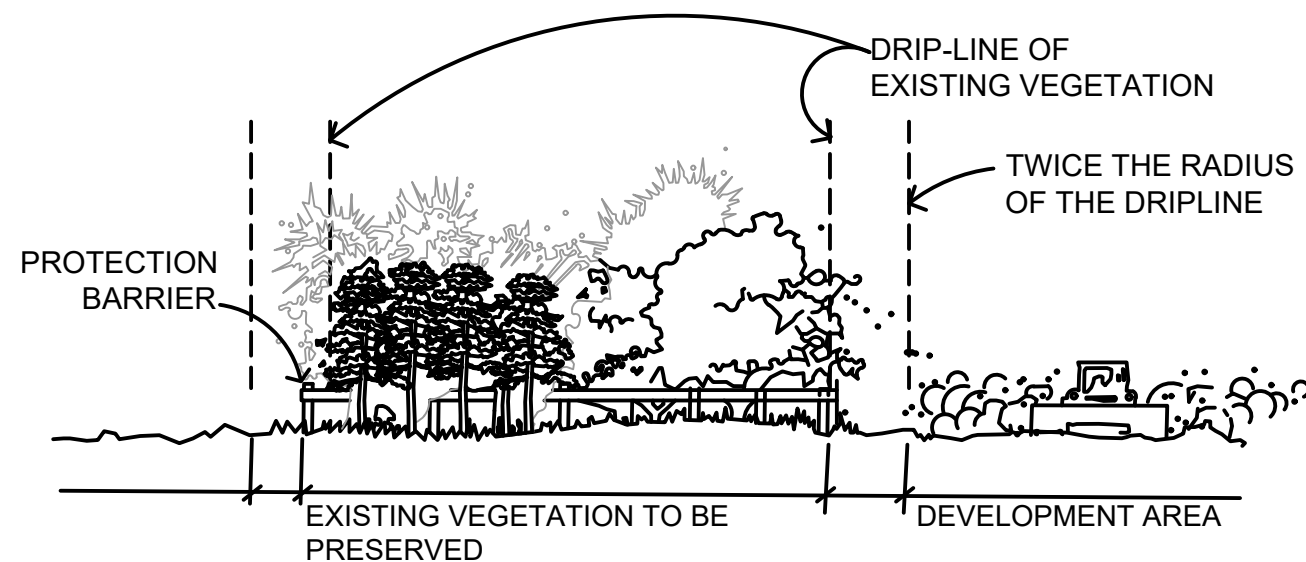 DRIP-LINE OF
EXISTING VEGETATION
TWICE THE RADIUS
OF THE DRIPLINE
PROTECTION
BARRIER
EXISTING VEGETATION TO BE
PRESERVED
DEVELOPMENT AREA